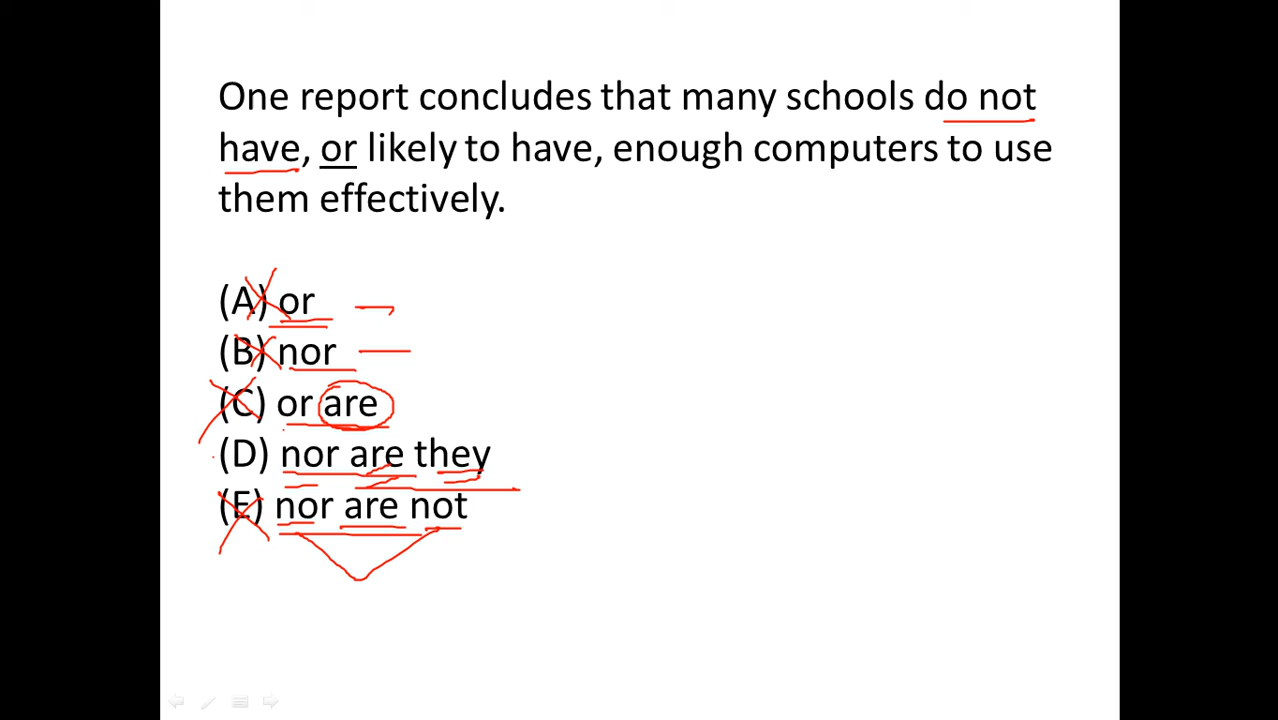 One report concludes that many schools do not
have, or likely to have, enough computers to use
them effectively.
(A) or
(B) nor
(C) or are
(D) nor are they
(E) nor are not